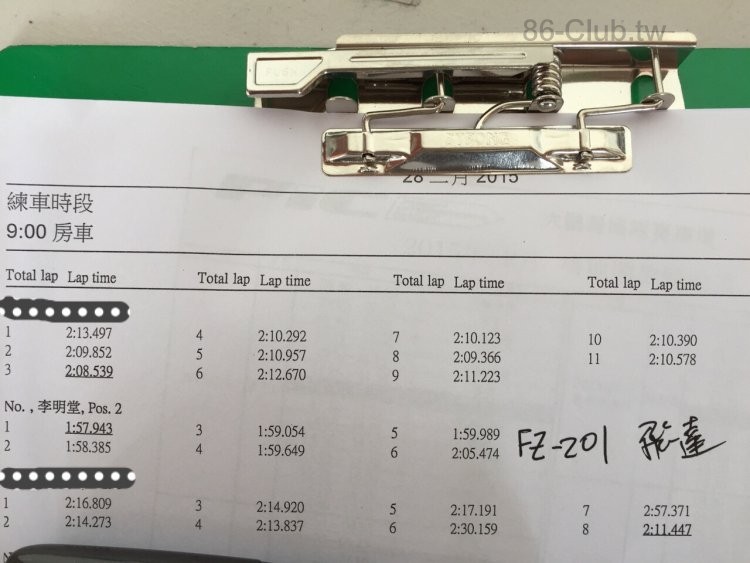 86-Club.tw
28 二月 2015
練車時段
9:00 房車
Total lap Lap time Total lap Lap time Total lap Lap time Total lap Lap time
1 2:13.497 4 2:10.292 7 2:10.123 10 2:10.390
2 2:09.852 5 2:10.957 8 2:09.366 11 2:10.578
3 2:08.539 6 2:12.670 9 2:11.223
No. , 李明堂, Pos. 2
1 1:57.943 3 1:59.054 5 1:59.989
2 1:58.385 4 1:59.649 6 2:05.474
FZ-201 飛達
1 2:16.809 3 2:14.920 5 2:17.191 7 2:57.371
2 2:14.273 4 2:13.837 6 2:30.159 8 2:11.447